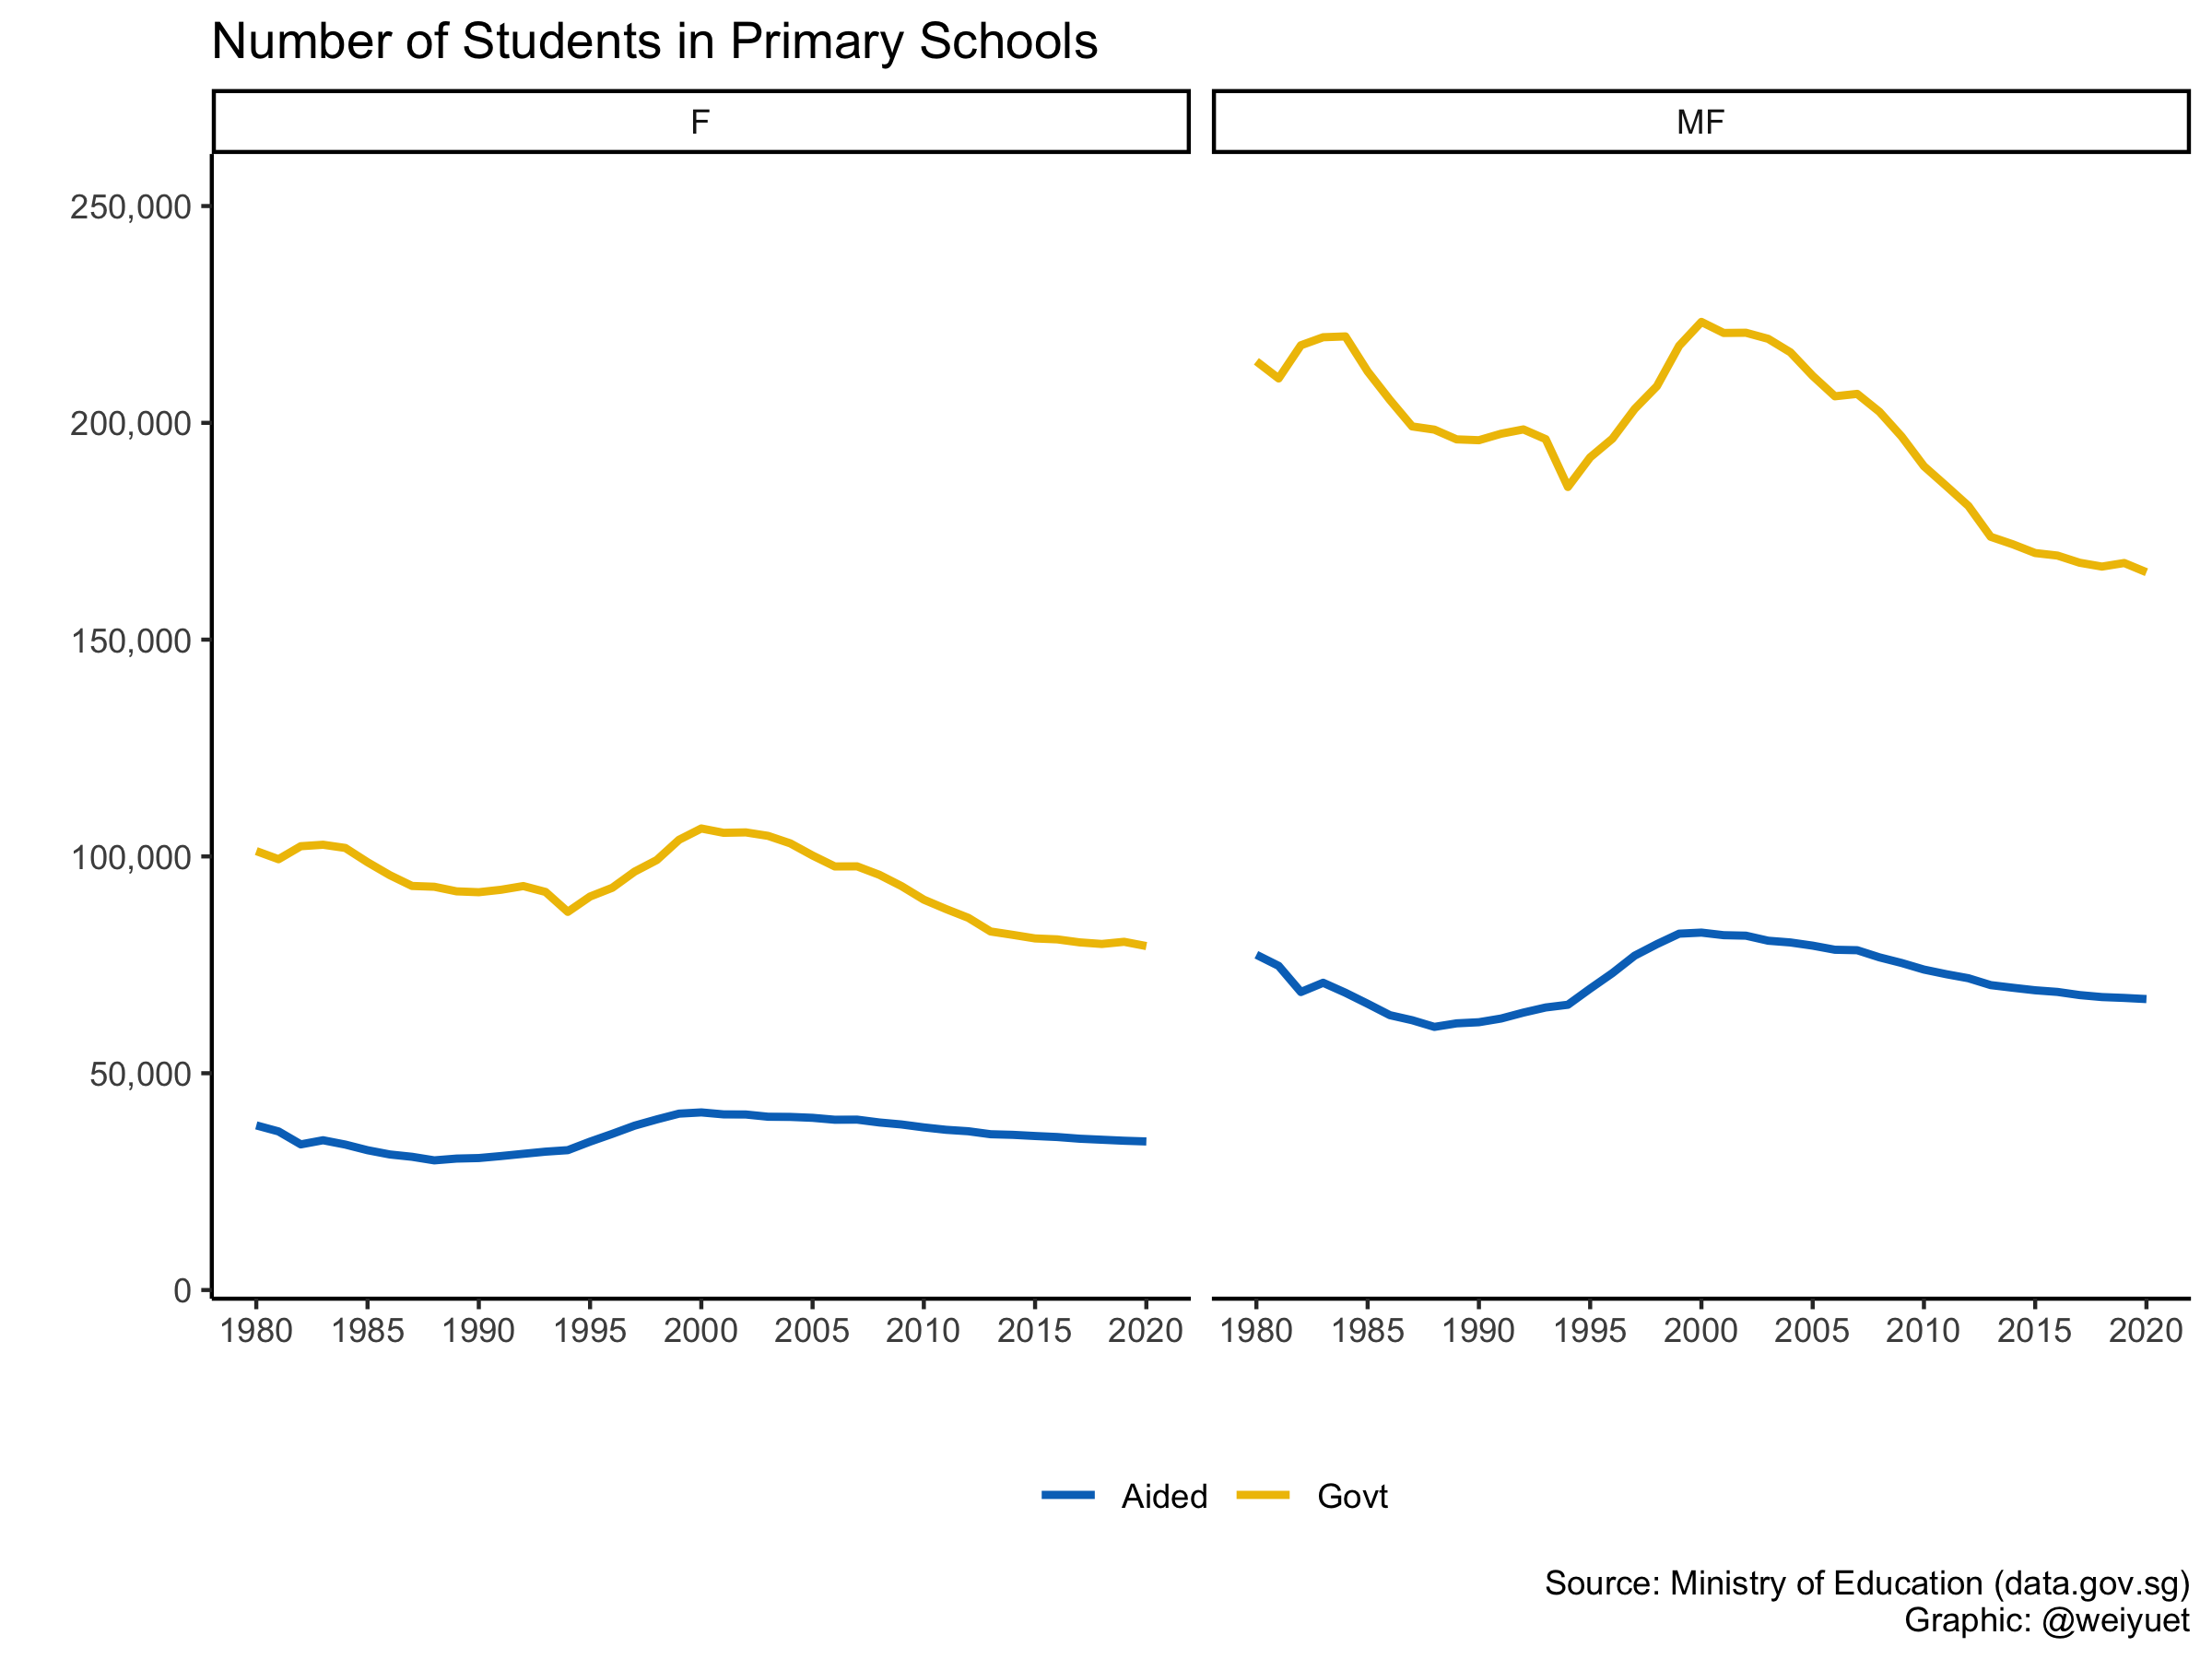 Number of Students in Primary Schools
F
MF
250,000
200,000
150,000
100,000
50,000
0
1980 1985 1990 1995 2000 2005 2010 2015 2020
1980 1985 1990 1995 2000 2005 2010 2015 2020
Aided Govt
Source: Ministry of Education (data.gov.sg)
Graphic: @weiyuet